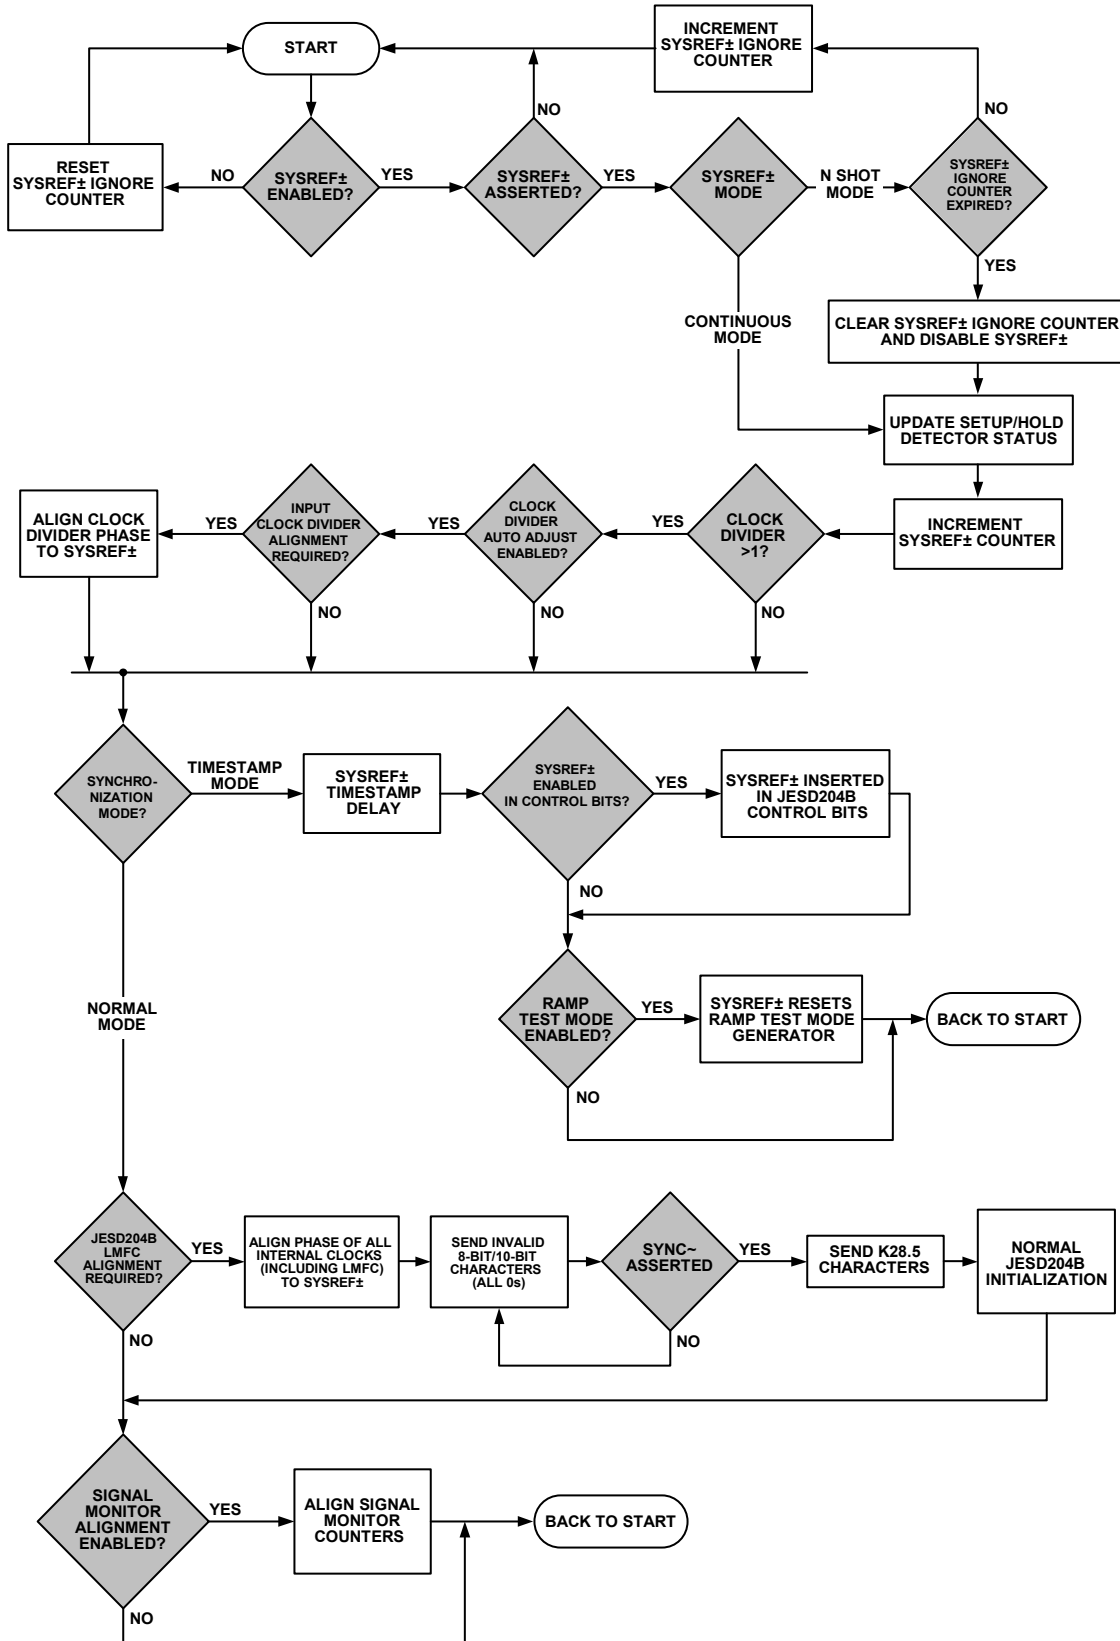 START
INCREMENT
SYSREF± IGNORE
COUNTER
NO
NO
RESET
SYSREF± IGNORE
COUNTER
NO
SYSREF±
ENABLED?
YES
SYSREF±
ASSERTED?
YES
SYSREF±
MODE
N SHOT
MODE
SYSREF±
IGNORE
COUNTER
EXPIRED?
YES
CONTINUOUS
MODE
CLEAR SYSREF± IGNORE COUNTER
AND DISABLE SYSREF±
UPDATE SETUP/HOLD
DETECTOR STATUS
ALIGN CLOCK
DIVIDER PHASE
TO SYSREF±
YES
INPUT
CLOCK DIVIDER
ALIGNMENT
REQUIRED?
YES
CLOCK
DIVIDER
AUTO ADJUST
ENABLED?
YES
CLOCK
DIVIDER
>1?
INCREMENT
SYSREF± COUNTER
NO
NO
NO
SYNCHRO-
NIZATION
MODE?
TIMESTAMP
MODE
SYSREF±
TIMESTAMP
DELAY
SYSREF±
ENABLED
IN CONTROL BITS?
YES
SYSREF± INSERTED
IN JESD204B
CONTROL BITS
NO
NORMAL
MODE
RAMP
TEST MODE
ENABLED?
YES
SYSREF± RESETS
RAMP TEST MODE
GENERATOR
BACK TO START
NO
JESD204B
LMFC
ALIGNMENT
REQUIRED?
YES
ALIGN PHASE OF ALL
INTERNAL CLOCKS
(INCLUDING LMFC)
TO SYSREF±
SEND INVALID
8-BIT/10-BIT
CHARACTERS
(ALL 0s)
SYNC~
ASSERTED
YES
SEND K28.5
CHARACTERS
NORMAL
JESD204B
INITIALIZATION
NO
NO
SIGNAL
MONITOR
ALIGNMENT
ENABLED?
YES
ALIGN SIGNAL
MONITOR
COUNTERS
BACK TO START
NO